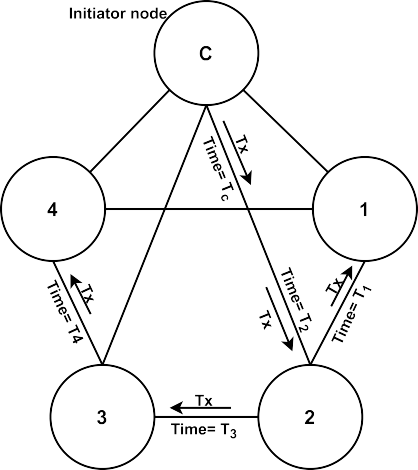 Initiator node
C
Tx
Time= Tc
4
1
Tx
Time= T4
Time= T2
Tx
Tx
Time= T1
3
Tx
Time= T3
2